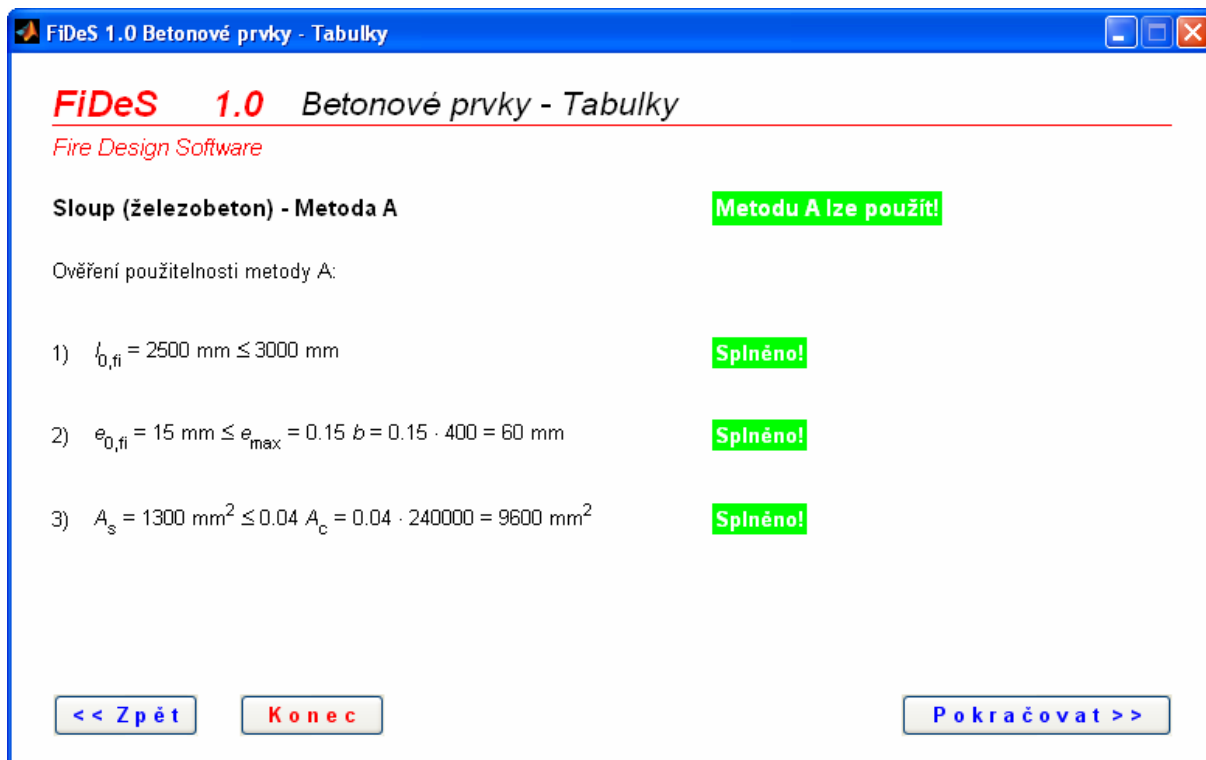 FiDeS 1.0 Betonové prvky - Tabulky
FiDeS 1.0 Betonové prvky - Tabulky
Fire Design Software
Sloup (železobeton) - Metoda A Metodu A lze použít!
Ověření použitelnosti metody A:
1) l0,fi = 2500 mm ≤ 3000 mm Splněno!
2) e0,fi = 15 mm ≤ emax = 0.15 b = 0.15 · 400 = 60 mm Splněno!
3) As = 1300 mm² ≤ 0.04 Ac = 0.04 · 240000 = 9600 mm² Splněno!
<< Zpět Konec Pokračovat >>